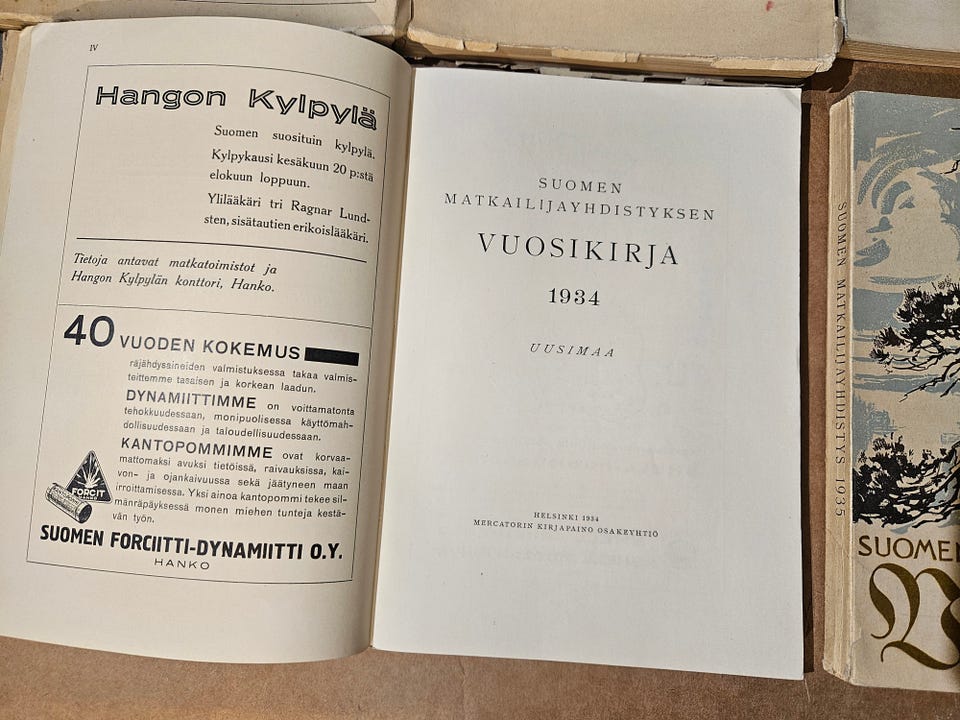 IV
Hangon Kylpylä
Suomen suosituin kylpylä.
Kylpykausi kesäkuun 20 p:stä
elokuun loppuun.
Ylilääkäri tri Ragnar Lund-
sten, sisätautien erikoislääkäri.
Tietoja antavat matkatoimistot ja
Hangon Kylpylän konttori, Hanko.
40 VUODEN KOKEMUS
räjähdysaineiden valmistuksessa takaa valmis-
teittemme tasaisen ja korkean laadun.
DYNAMIITTIMME on voittamatonta
tehokkuudessaan, monipuolisessa käyttömah-
dollisuudessaan ja taloudellisuudessaan.
KANTOPOMMIMME ovat korvaa-
mattomaksi avuksi tietöissä, raivauksissa, kai-
von- ja ojankaivuussa sekä jäätyneen maan
irroittamisessa. Yksi ainoa kantopommi tekee sil-
mänräpäyksessä monen miehen tunteja kestä-
vän työn.
FORCIT
SUOMEN FORCIITTI-DYNAMIITTI O.Y.
HANKO
SUOMEN
MATKAILIJAYHDISTYKSEN
VUOSIKIRJA
1934
UUSIMAA
HELSINKI 1934
MERCATORIN KIRJAPAINO OSAKEYHTIÖ
SUOMEN MATKAILIJAYHDISTYS 1935
SUOMEN